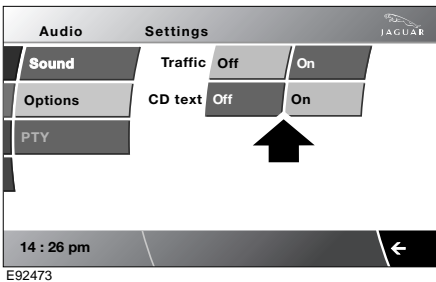 Audio Settings
JAGUAR
Sound Traffic Off On
Options CD text Off On
PTY
14 : 26 pm
E92473